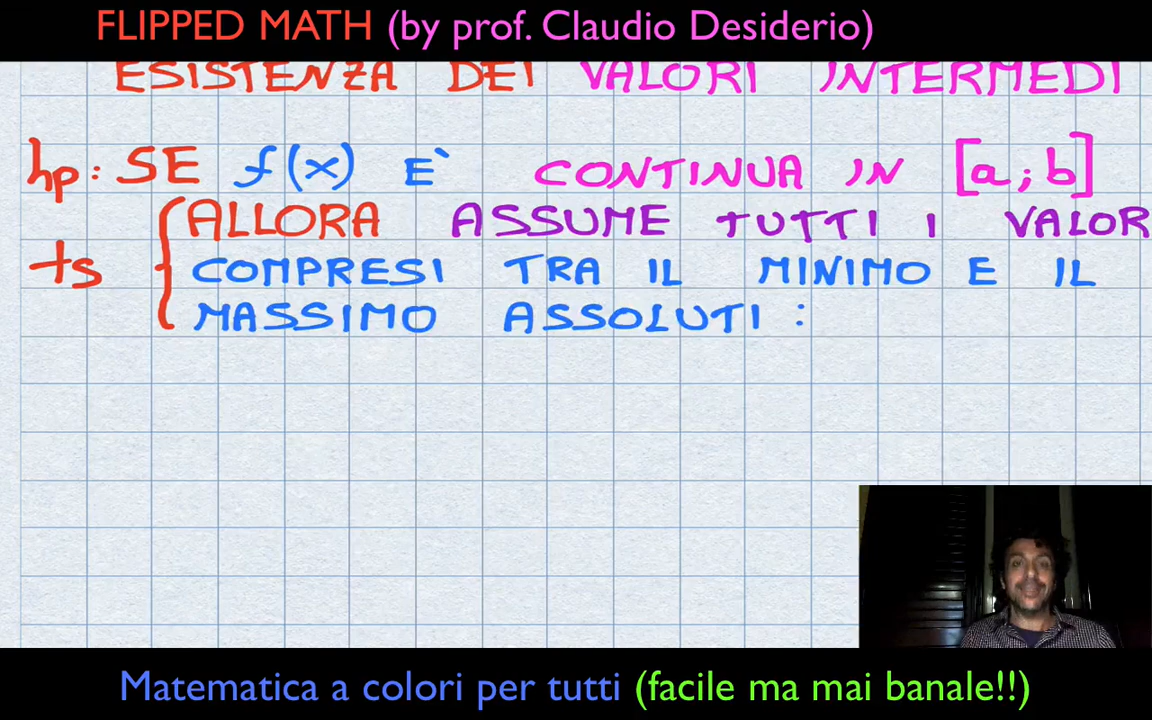 FLIPPED MATH (by prof. Claudio Desiderio)
ESISTENZA DEI VALORI INTERMEDI
hp: SE f(x) E` CONTINUA IN [a;b]
ALLORA ASSUME TUTTI I VALOR
ts COMPRESI TRA IL MINIMO E IL
MASSIMO ASSOLUTI :
Matematica a colori per tutti (facile ma mai banale!!)